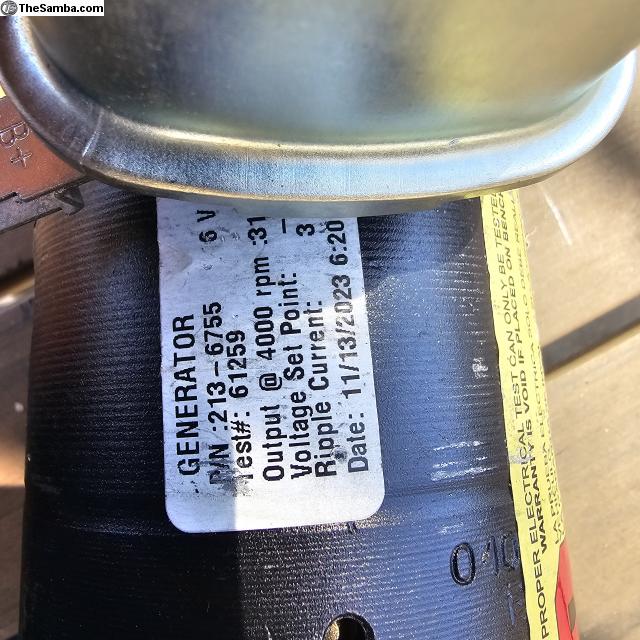 TheSamba.com
B+
GENERATOR
P/N :213-6755 6 V
Test#: 61259
Output @ 4000 rpm :31
Voltage Set Point: —
Ripple Current: 3
Date: 11/13/2023 6:20
PROPER ELECTRICAL TEST CAN ONLY BE TESTED
WARRANTY IS VOID IF PLACED ON BENCH